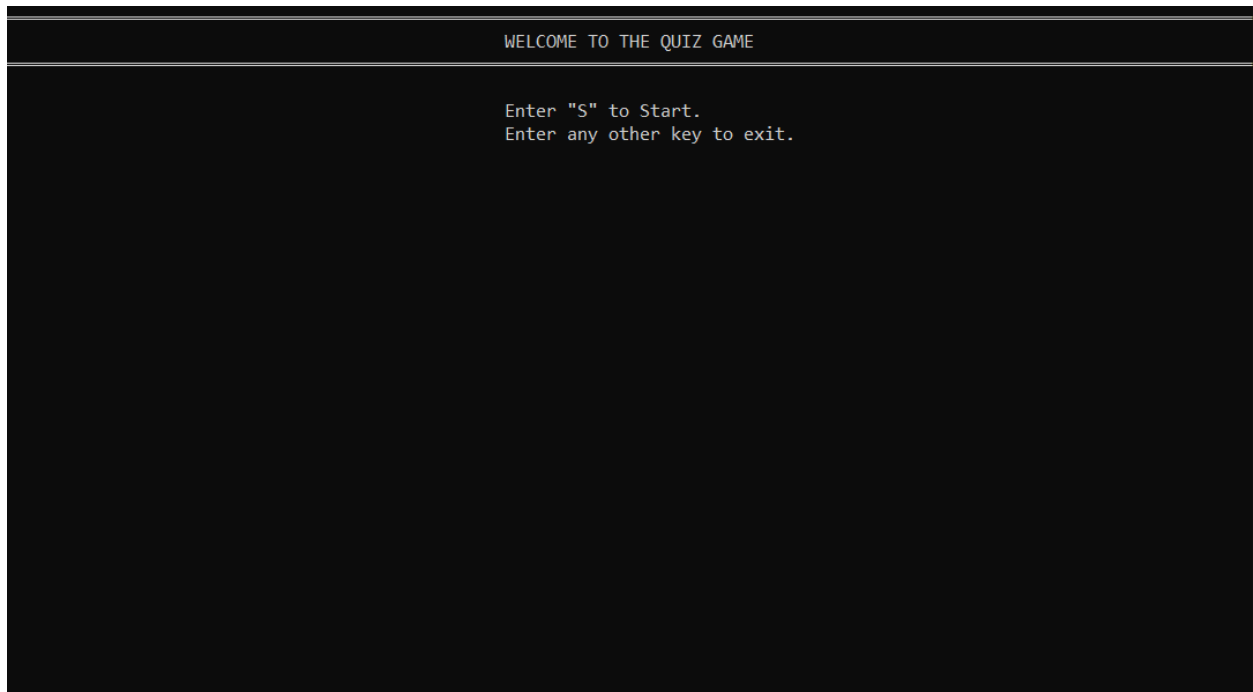 WELCOME TO THE QUIZ GAME
Enter "S" to Start.
Enter any other key to exit.